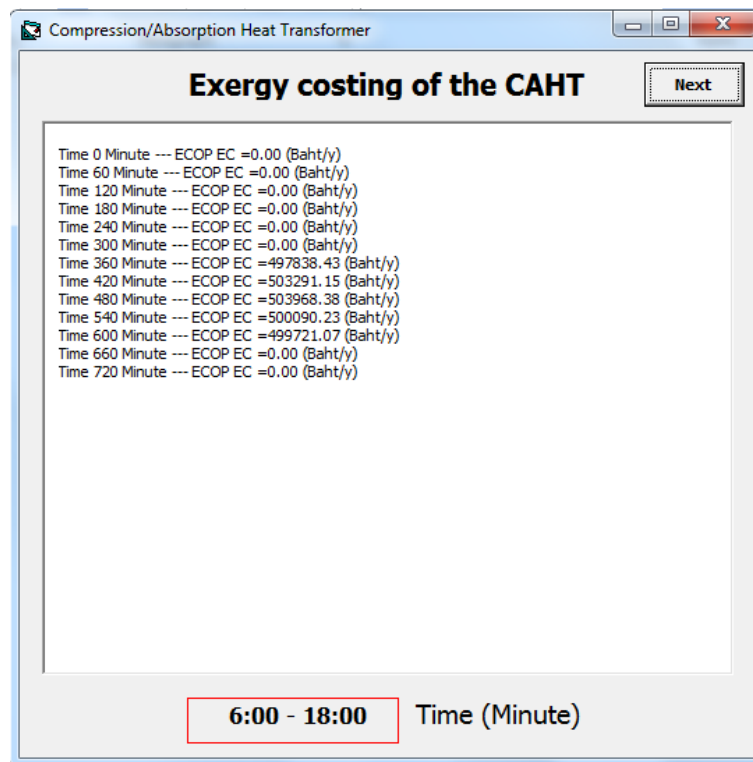 Compression/Absorption Heat Transformer
Exergy costing of the CAHT
Next
Time 0 Minute --- ECOP EC =0.00 (Baht/y)
Time 60 Minute --- ECOP EC =0.00 (Baht/y)
Time 120 Minute --- ECOP EC =0.00 (Baht/y)
Time 180 Minute --- ECOP EC =0.00 (Baht/y)
Time 240 Minute --- ECOP EC =0.00 (Baht/y)
Time 300 Minute --- ECOP EC =0.00 (Baht/y)
Time 360 Minute --- ECOP EC =497838.43 (Baht/y)
Time 420 Minute --- ECOP EC =503291.15 (Baht/y)
Time 480 Minute --- ECOP EC =503968.38 (Baht/y)
Time 540 Minute --- ECOP EC =500090.23 (Baht/y)
Time 600 Minute --- ECOP EC =499721.07 (Baht/y)
Time 660 Minute --- ECOP EC =0.00 (Baht/y)
Time 720 Minute --- ECOP EC =0.00 (Baht/y)
6:00 - 18:00 Time (Minute)